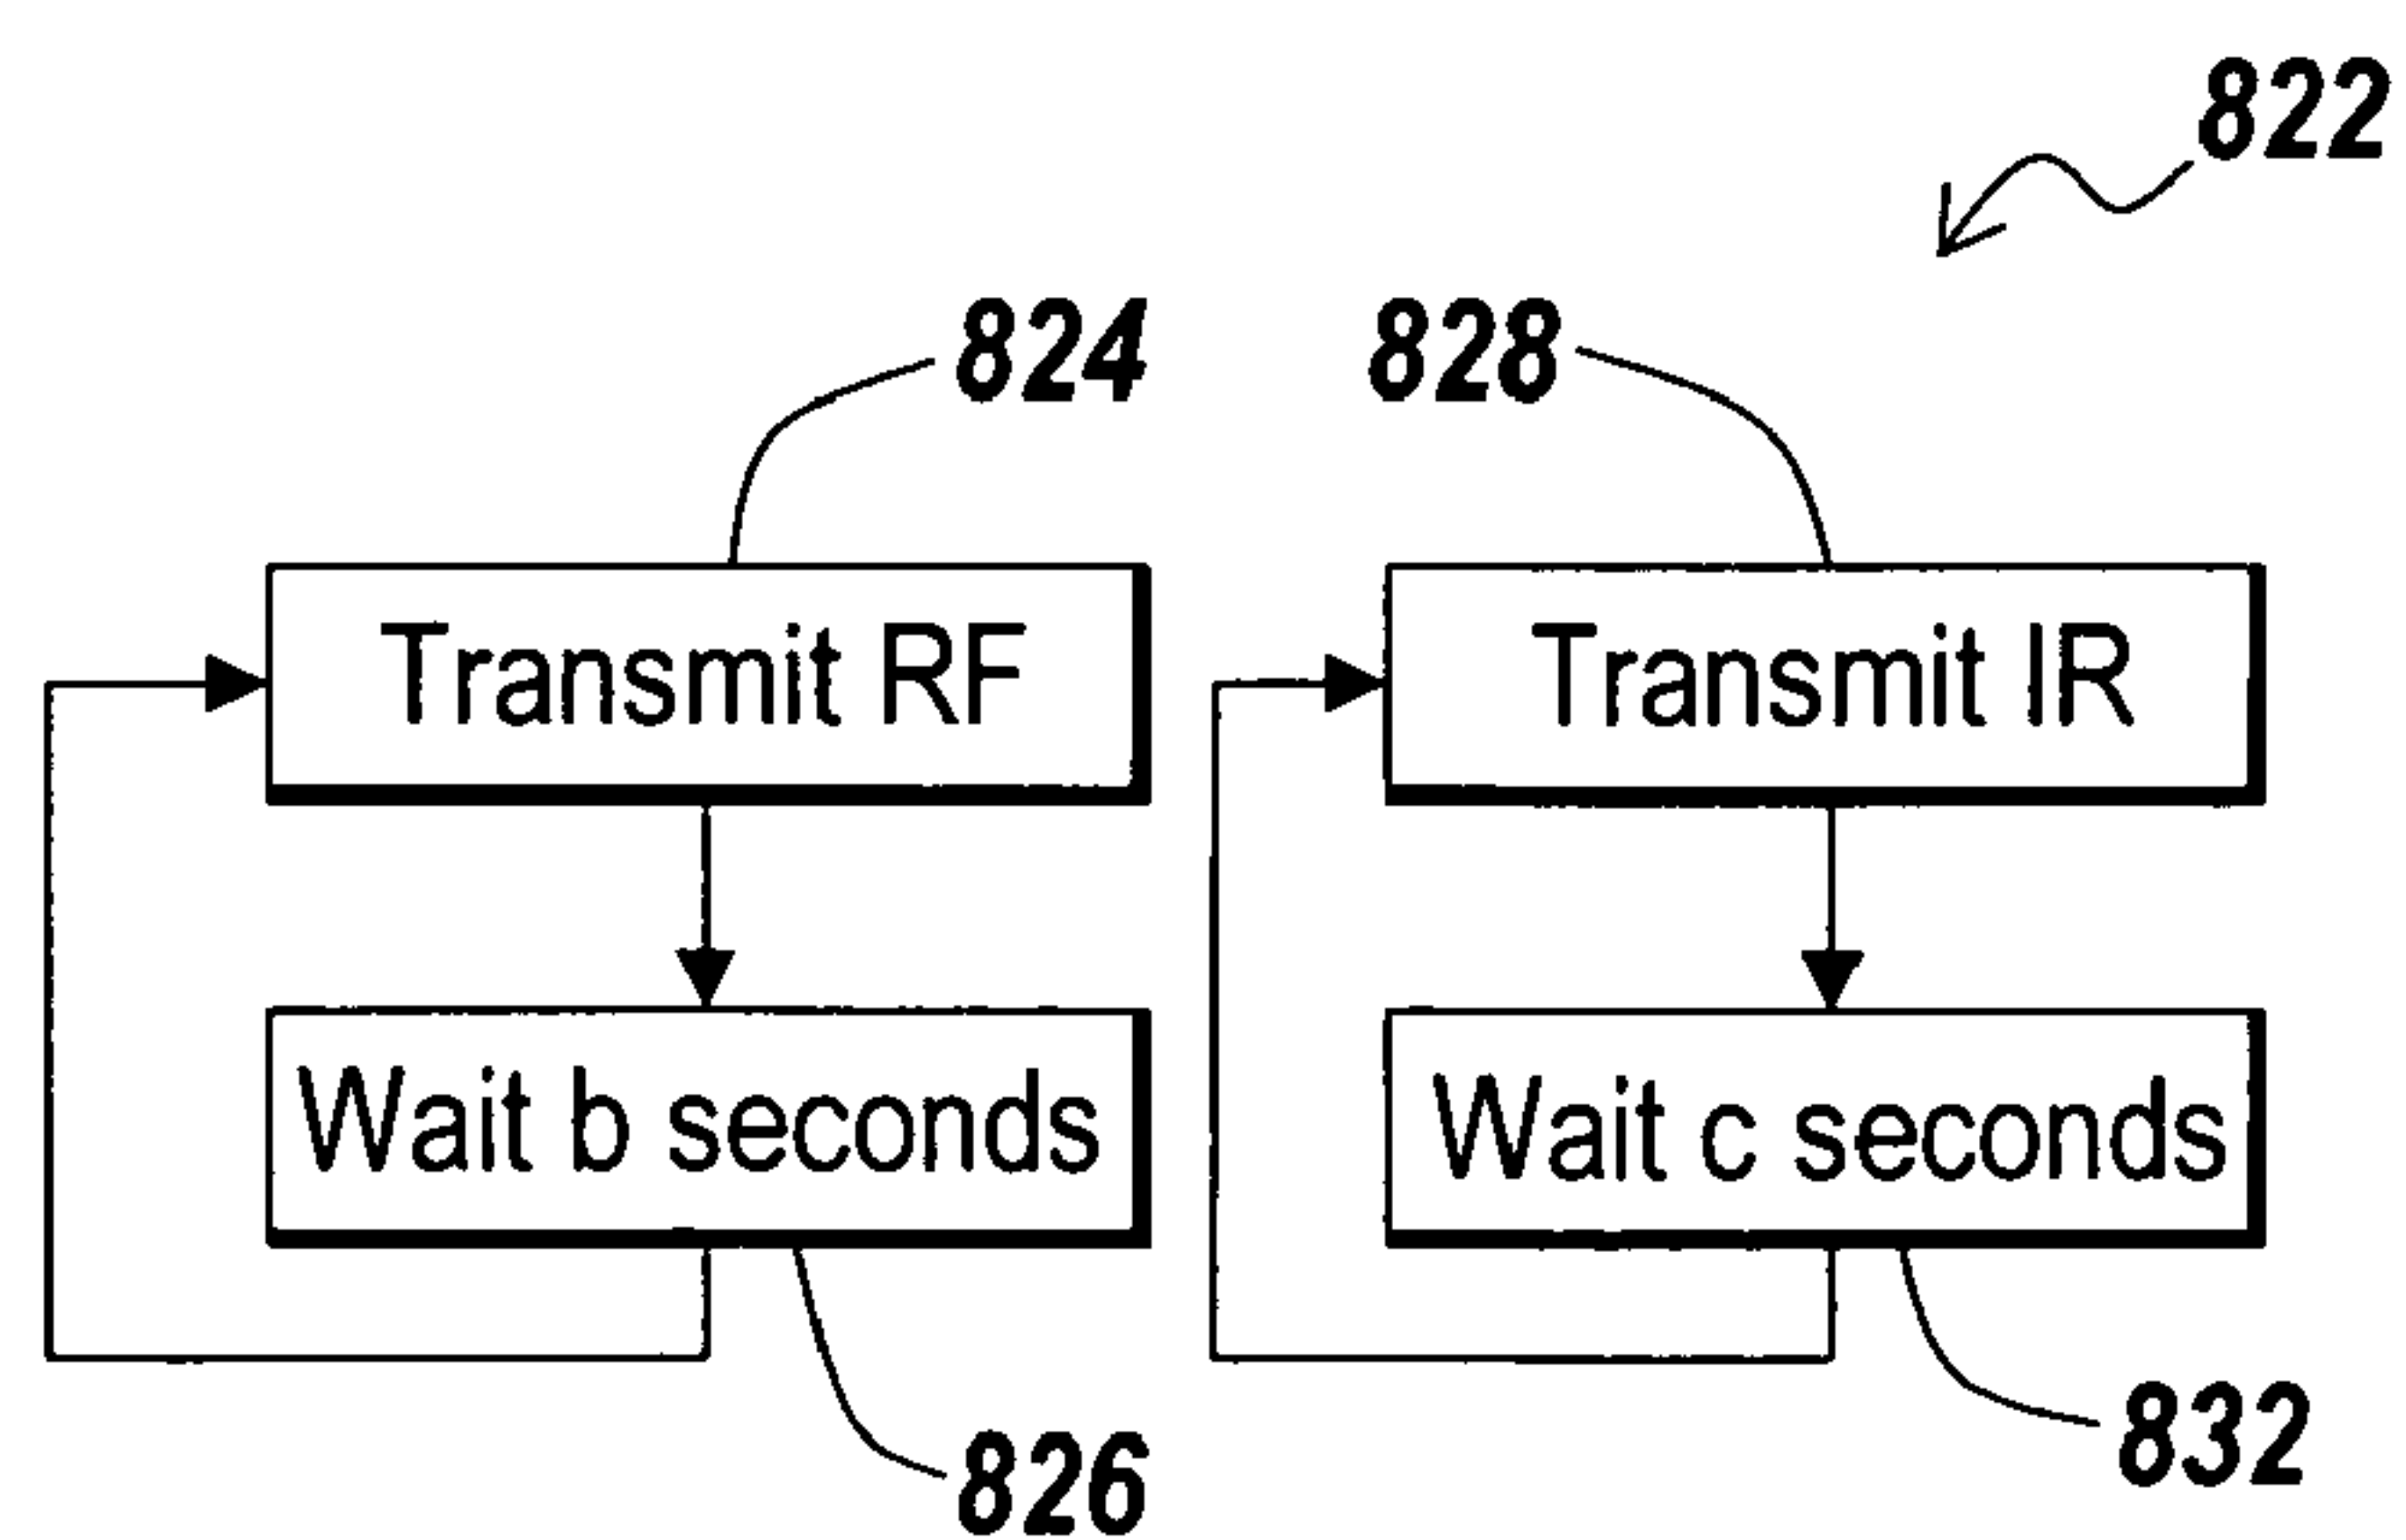 822
824
828
Transmit RF
Transmit IR
Wait b seconds
Wait c seconds
826
832